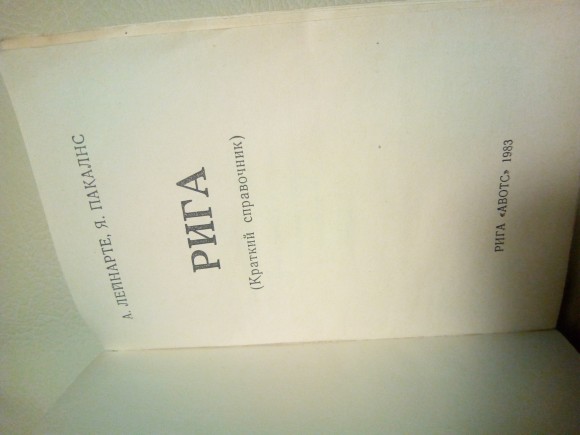 А. ЛЕЙНАРТЕ, Я. ПАКАЛНС
РИГА
(Краткий справочник)
РИГА «АВОТС» 1983